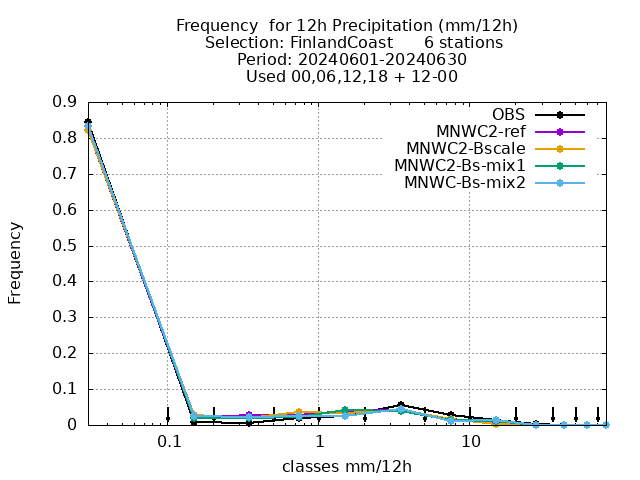 Frequency  for 12h Precipitation (mm/12h)
Selection: FinlandCoast      6 stations
Period: 20240601-20240630
Used 00,06,12,18 + 12-00
OBS
MNWC2-ref
MNWC2-Bscale
MNWC2-Bs-mix1
MNWC-Bs-mix2
0.9
0.8
0.7
0.6
0.5
0.4
0.3
0.2
0.1
0
Frequency
0.1 1 10
classes mm/12h